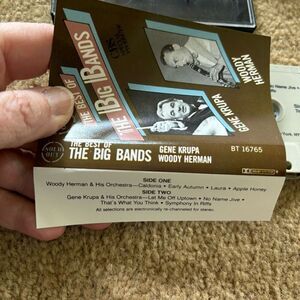 THE BEST OF
THE BIG BANDS
WOODY
HERMAN
GENE KRUPA
THE BEST OF
THE BIG BANDS
GENE KRUPA
WOODY HERMAN
BT 16765
SIDE ONE
Woody Herman & His Orchestra—Caldonia • Early Autumn • Laura • Apple Honey
SIDE TWO
Gene Krupa & His Orchestra—Let Me Off Uptown • No Name Jive •
That's What You Think • Symphony In Riffs
All selections are electronically re-channeled for stereo.